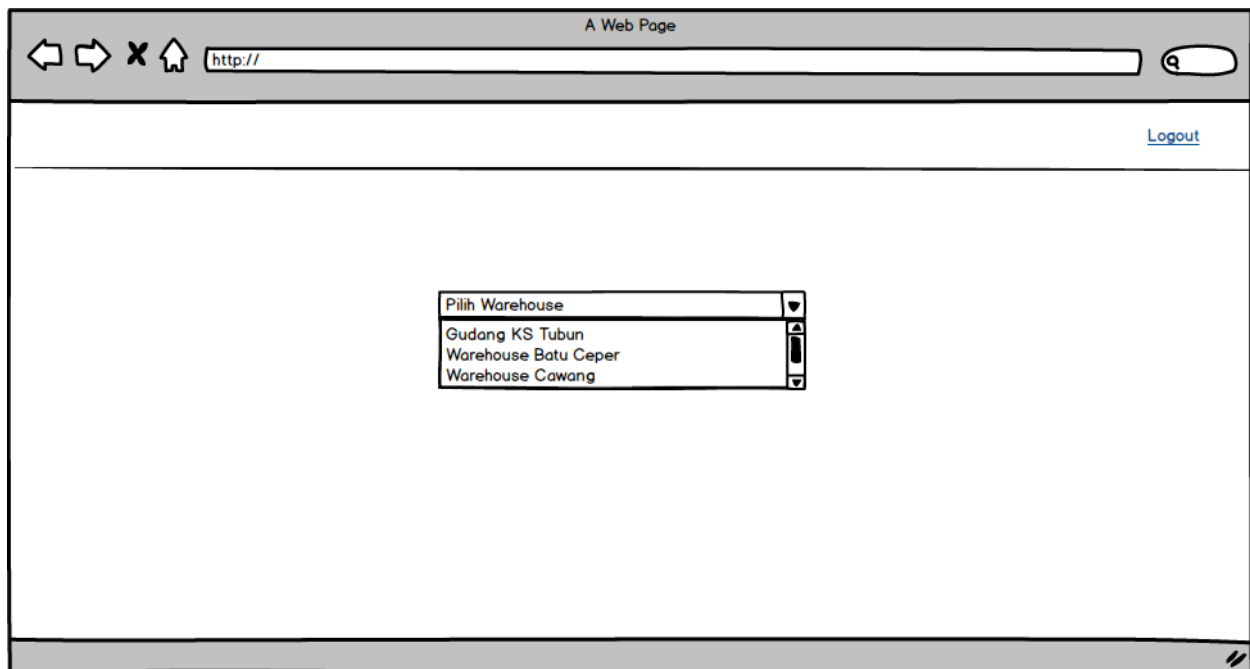 A Web Page
http://
Logout
Pilih Warehouse
Gudang KS Tubun
Warehouse Batu Ceper
Warehouse Cawang